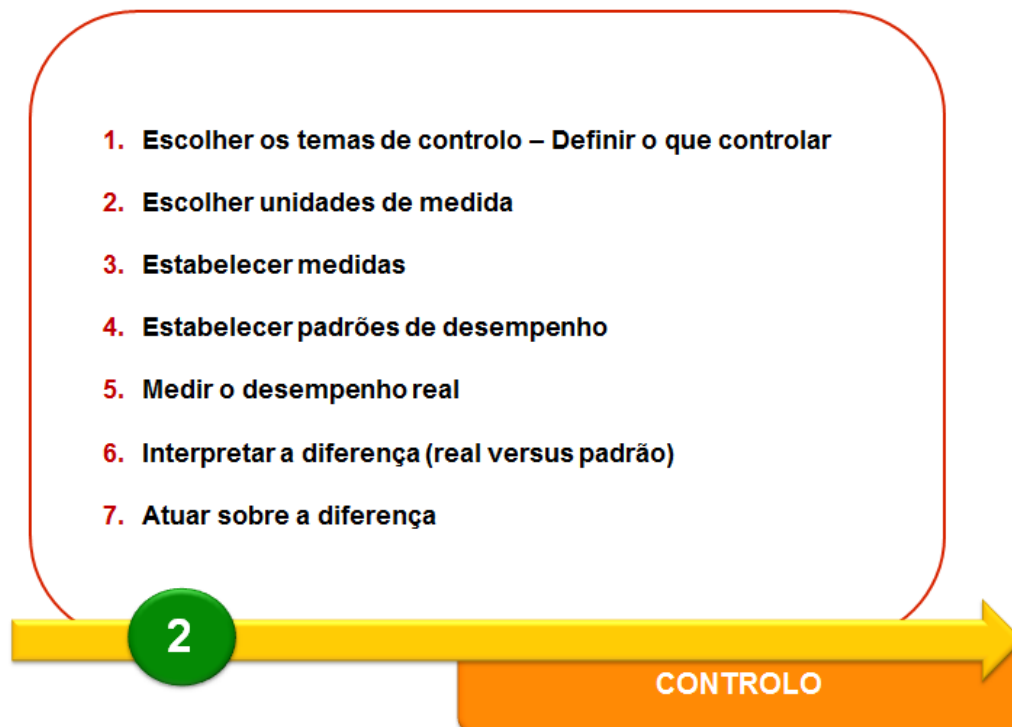 1. Escolher os temas de controlo – Definir o que controlar
2. Escolher unidades de medida
3. Estabelecer medidas
4. Estabelecer padrões de desempenho
5. Medir o desempenho real
6. Interpretar a diferença (real versus padrão)
7. Atuar sobre a diferença
2
CONTROLO